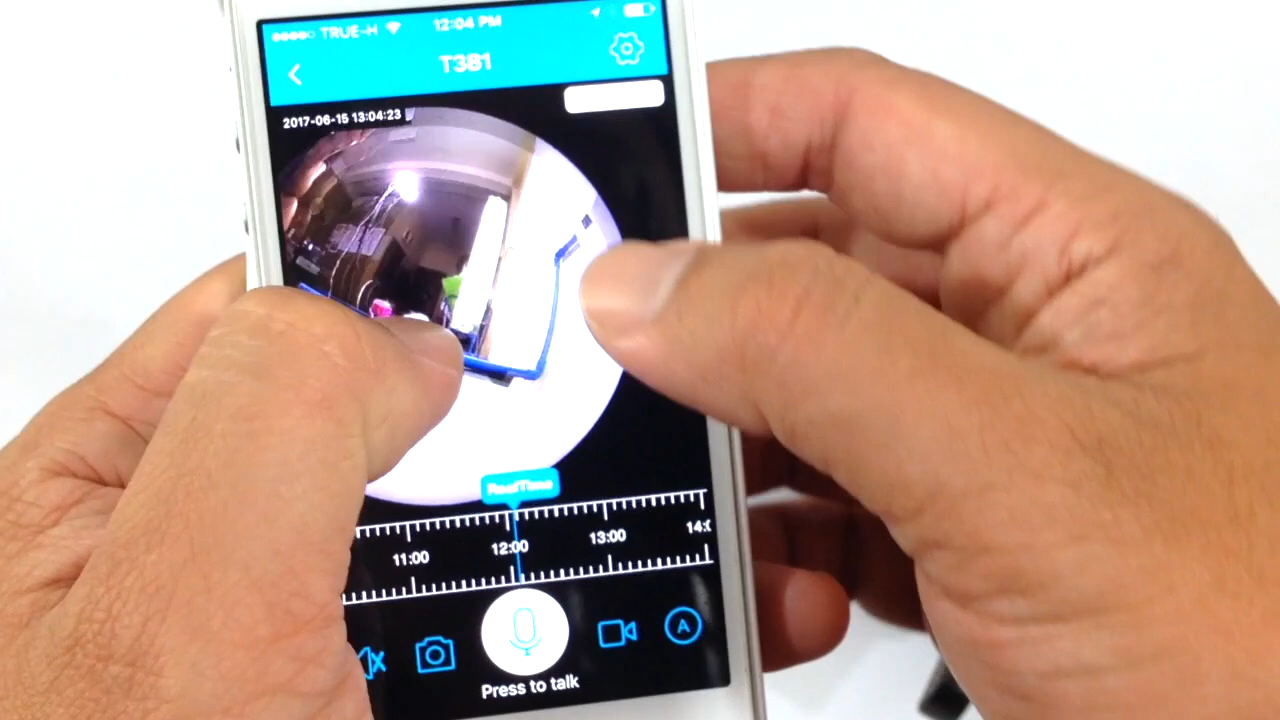 TRUE-H 12:04 PM
T3B1
2017-06-15 13:04:23
RealTime
11:00 12:00 13:00
A
Press to talk